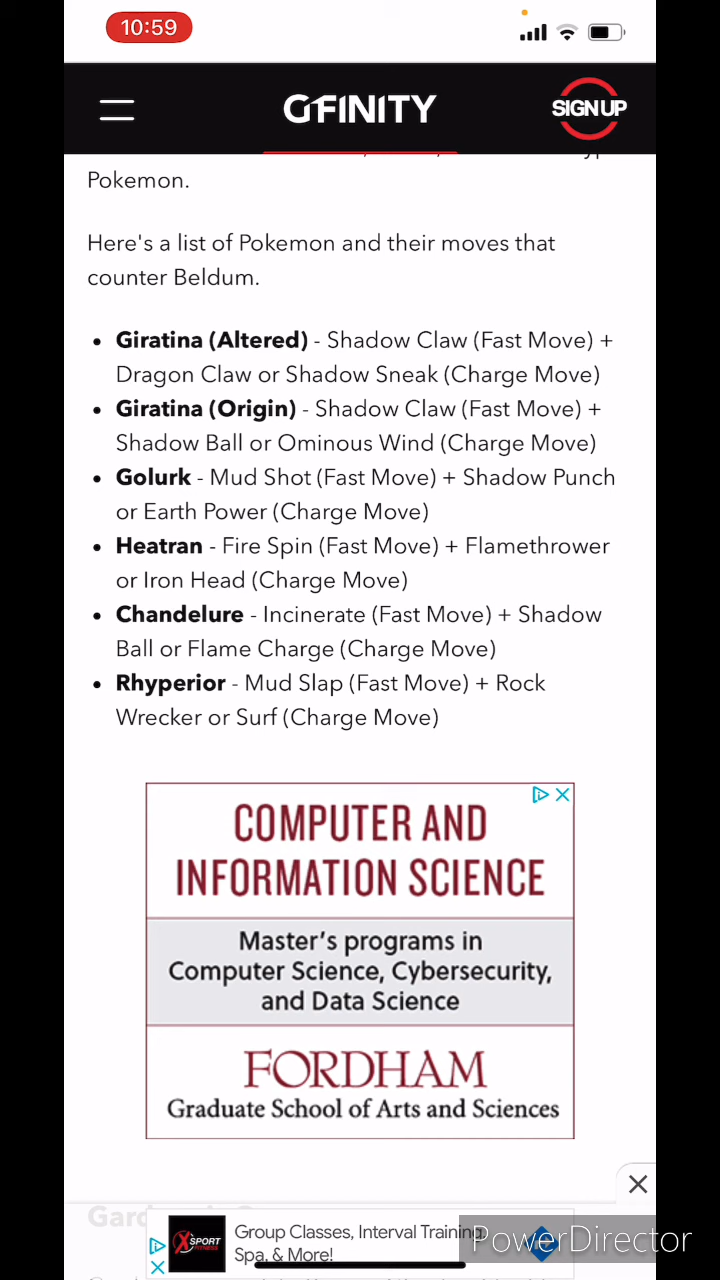 10:59
GFINITY
SIGN UP
Pokemon.
Here's a list of Pokemon and their moves that
counter Beldum.
Giratina (Altered) - Shadow Claw (Fast Move) +
Dragon Claw or Shadow Sneak (Charge Move)
Giratina (Origin) - Shadow Claw (Fast Move) +
Shadow Ball or Ominous Wind (Charge Move)
Golurk - Mud Shot (Fast Move) + Shadow Punch
or Earth Power (Charge Move)
Heatran - Fire Spin (Fast Move) + Flamethrower
or Iron Head (Charge Move)
Chandelure - Incinerate (Fast Move) + Shadow
Ball or Flame Charge (Charge Move)
Rhyperior - Mud Slap (Fast Move) + Rock
Wrecker or Surf (Charge Move)
COMPUTER AND
INFORMATION SCIENCE
Master's programs in
Computer Science, Cybersecurity,
and Data Science
FORDHAM
Graduate School of Arts and Sciences
XSPORT
FITNESS
Group Classes, Interval Training,
Spa, & More!
PowerDirector